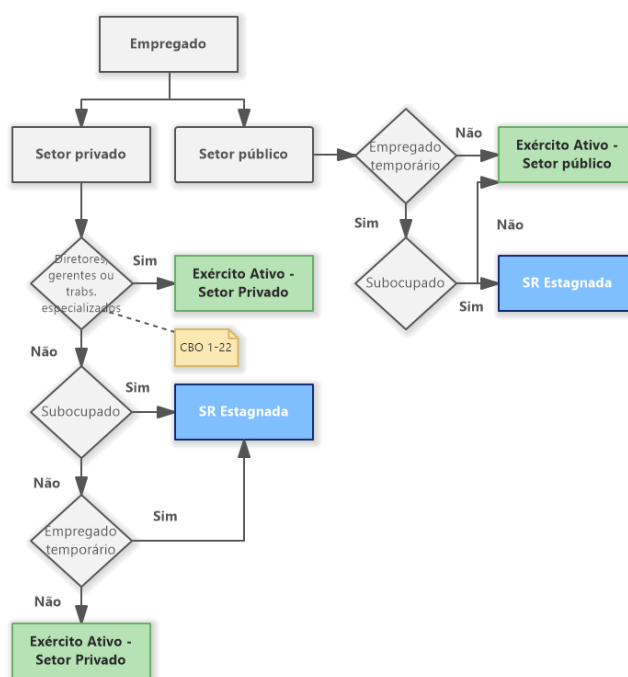 Empregado
Setor privado
Setor público
Empregado
temporário
Não
Exército Ativo -
Setor público
Sim
Não
Subocupado
Sim
SR Estagnada
Diretores,
gerentes ou
trabs.
especializados
Sim
Exército Ativo -
Setor Privado
CBO 1-22
Não
Subocupado
Sim
SR Estagnada
Não
Empregado
temporário
Sim
Não
Exército Ativo -
Setor Privado